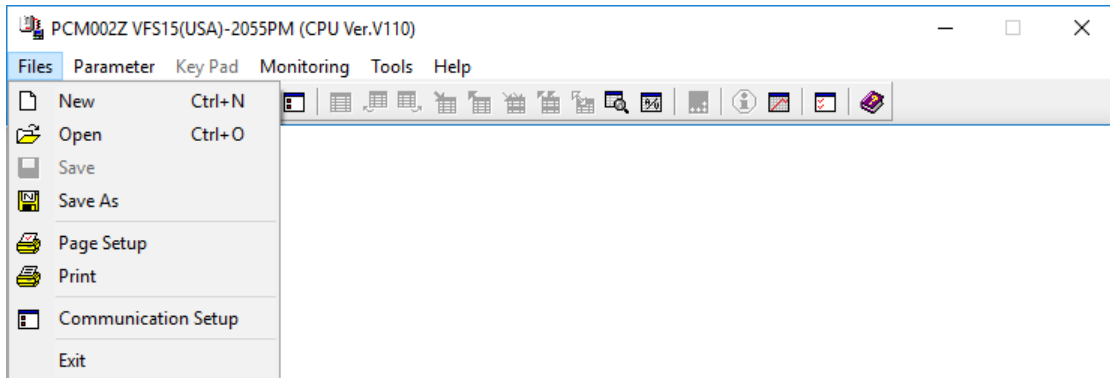 PCM002Z VFS15(USA)-2055PM (CPU Ver.V110)
Files Parameter Key Pad Monitoring Tools Help
New Ctrl+N
Open Ctrl+O
Save
Save As
Page Setup
Print
Communication Setup
Exit